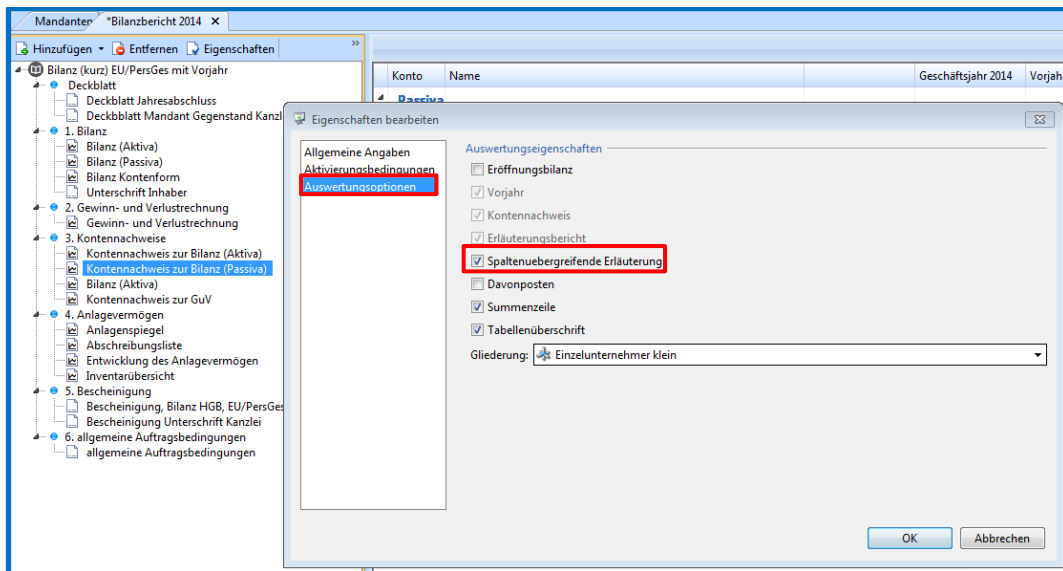 Mandanten *Bilanzbericht 2014 X
Hinzufügen Entfernen Eigenschaften »
Bilanz (kurz) EU/PersGes mit Vorjahr
Deckblatt
Deckblatt Jahresabschluss
Deckbblatt Mandant Gegenstand Kanzl
1. Bilanz
Bilanz (Aktiva)
Bilanz (Passiva)
Bilanz Kontenform
Unterschrift Inhaber
2. Gewinn- und Verlustrechnung
Gewinn- und Verlustrechnung
3. Kontennachweise
Kontennachweis zur Bilanz (Aktiva)
Kontennachweis zur Bilanz (Passiva)
Bilanz (Aktiva)
Kontennachweis zur GuV
4. Anlagevermögen
Anlagenspiegel
Abschreibungsliste
Entwicklung des Anlagevermögen
Inventarübersicht
5. Bescheinigung
Bescheinigung, Bilanz HGB, EU/PersGes
Bescheinigung Unterschrift Kanzlei
6. allgemeine Auftragsbedingungen
allgemeine Auftragsbedingungen
Konto Name Geschäftsjahr 2014 Vorjah
Passiva
Eigenschaften bearbeiten
Allgemeine Angaben
Aktivierungsbedingungen
Auswertungsoptionen
Auswertungseigenschaften
Eröffnungsbilanz
Vorjahr
Kontennachweis
Erläuterungsbericht
Spaltenuebergreifende Erläuterung
Davonposten
Summenzeile
Tabellenüberschrift
Gliederung: Einzelunternehmer klein
OK Abbrechen